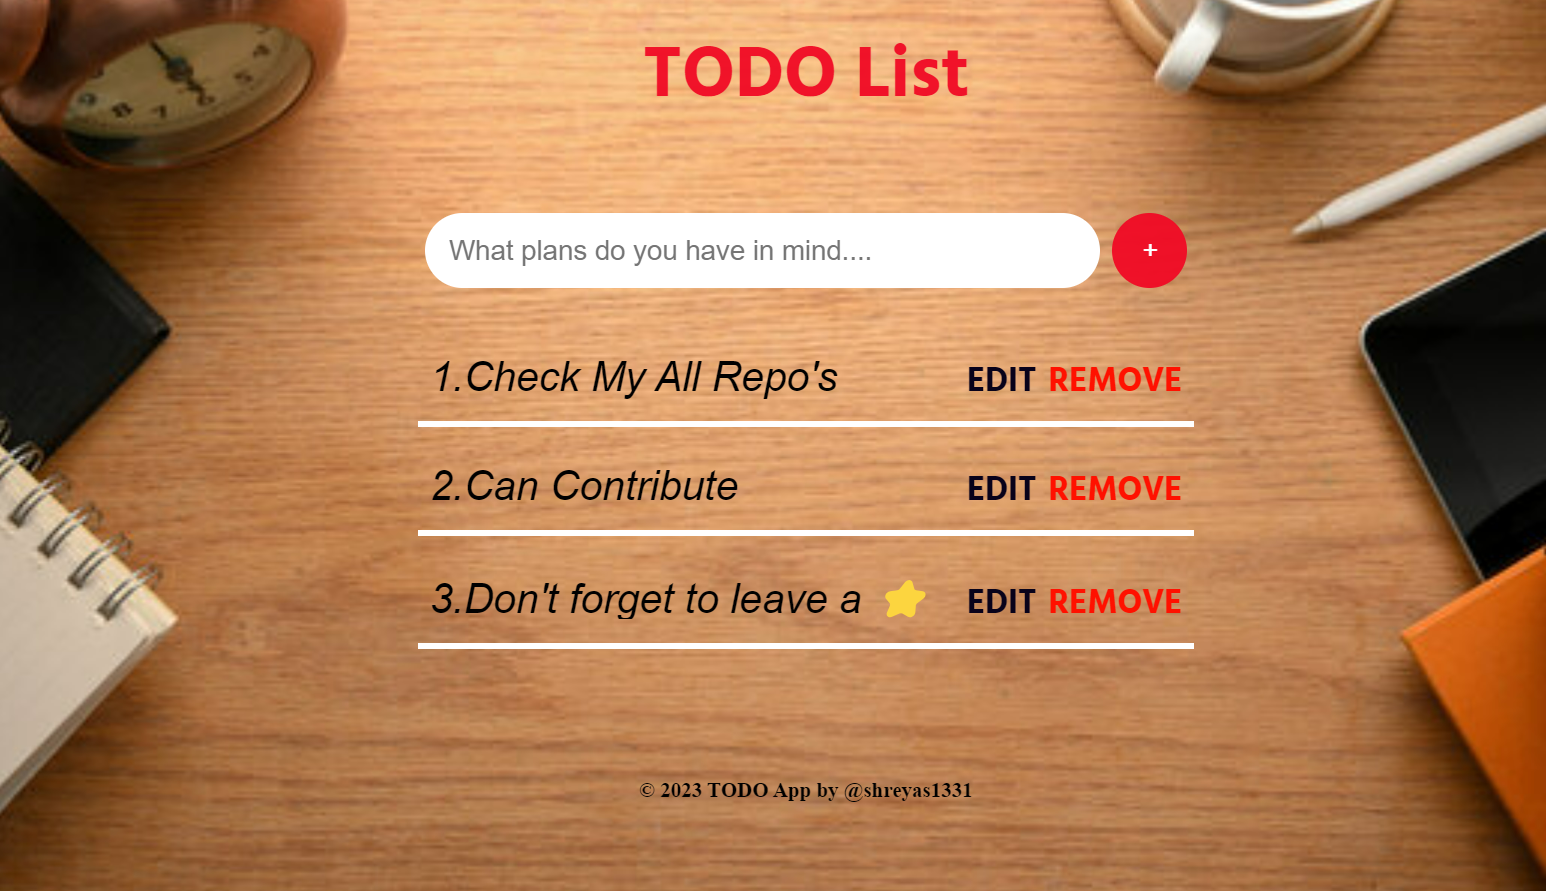 TODO List
What plans do you have in mind....
+
1.Check My All Repo's EDIT REMOVE
2.Can Contribute EDIT REMOVE
3.Don't forget to leave a ⭐ EDIT REMOVE
© 2023 TODO App by @shreyas1331